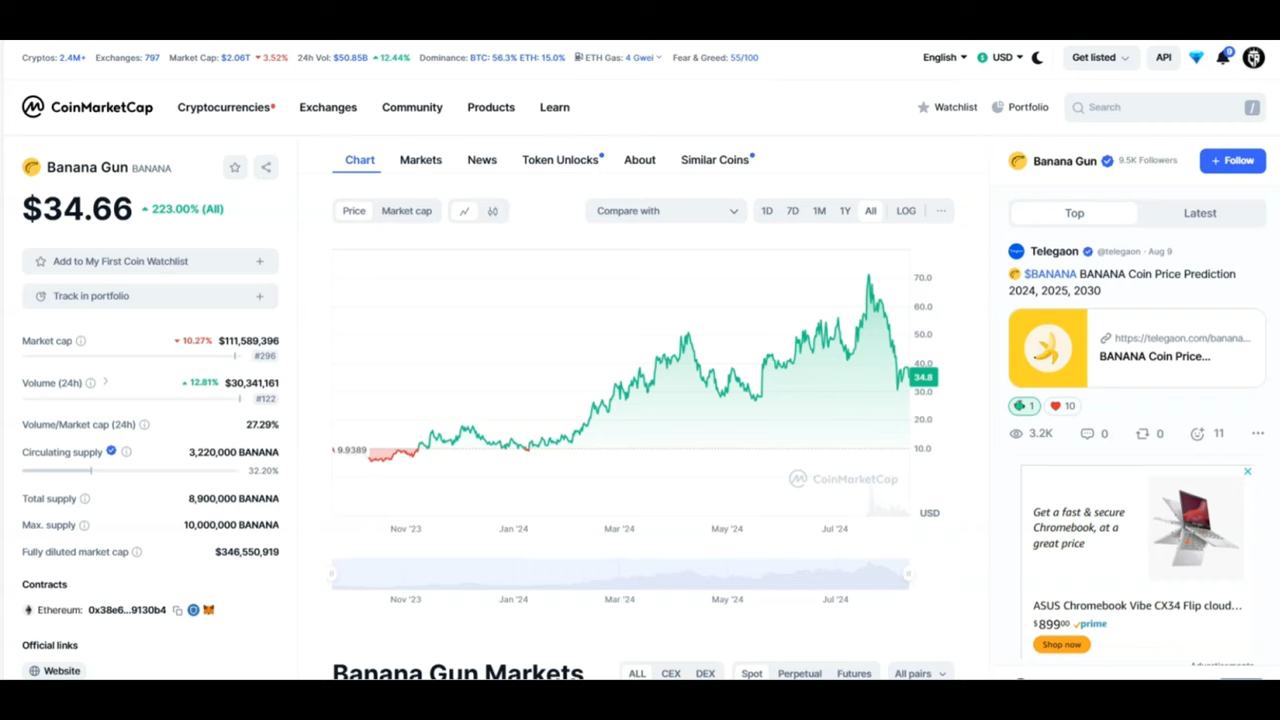 Cryptos: 2.4M+ Exchanges: 797 Market Cap: $2.06T 3.52% 24h Vol: $50.85B 12.44% Dominance: BTC: 56.3% ETH: 15.0% ETH Gas: 4 Gwei Fear & Greed: 55/100
English USD Get listed API 9
CoinMarketCap Cryptocurrencies Exchanges Community Products Learn
Watchlist Portfolio Search /
Banana Gun BANANA
$34.66 223.00% (All)
Add to My First Coin Watchlist +
Track in portfolio +
Market cap 10.27% $111,589,396
#296
Volume (24h) 12.81% $30,341,161
#122
Volume/Market cap (24h) 27.29%
Circulating supply 3,220,000 BANANA
32.20%
Total supply 8,900,000 BANANA
Max. supply 10,000,000 BANANA
Fully diluted market cap $346,550,919
Contracts
Ethereum: 0x38e6...9130b4
Official links
Website
Chart Markets News Token Unlocks About Similar Coins
Price Market cap Compare with 1D 7D 1M 1Y All LOG ...
70.0
60.0
50.0
40.0
34.8
30.0
20.0
10.0
9.9389
CoinMarketCap
USD
Nov '23 Jan '24 Mar '24 May '24 Jul '24
Nov '23 Jan '24 Mar '24 May '24 Jul '24
Banana Gun Markets ALL CEX DEX Spot Perpetual Futures All pairs
Banana Gun 9.5K Followers + Follow
Top Latest
Telegaon @telegaon · Aug 9
$BANANA BANANA Coin Price Prediction
2024, 2025, 2030
https://telegaon.com/banana...
BANANA Coin Price...
1 10
3.2K 0 0 11 ...
Get a fast & secure
Chromebook, at a
great price
ASUS Chromebook Vibe CX34 Flip cloud...
$89900 prime
Shop now